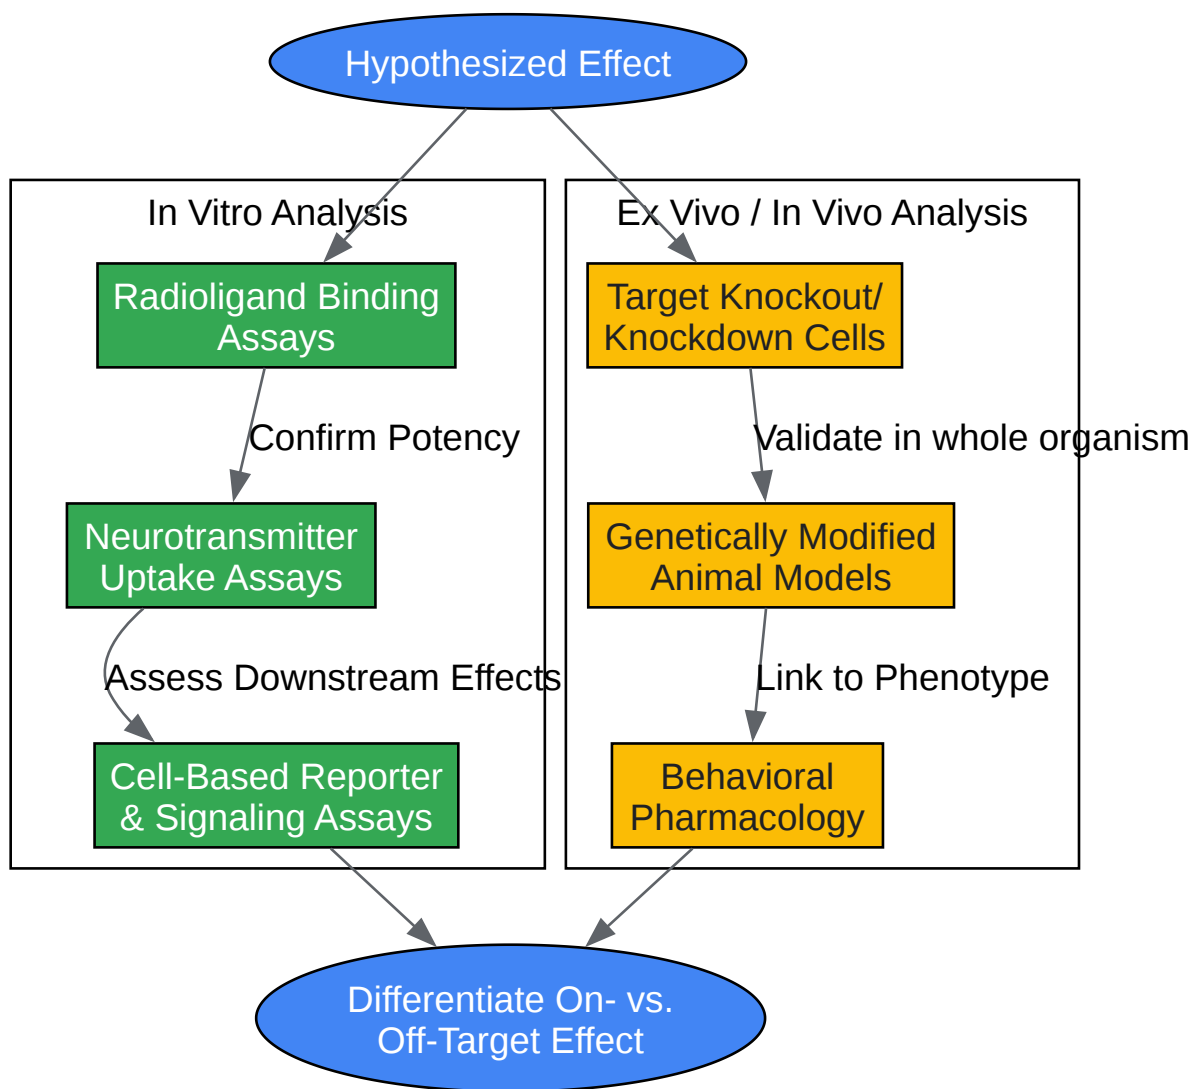 Hypothesized Effect
In Vitro Analysis
Radioligand Binding
Assays
Confirm Potency
Neurotransmitter
Uptake Assays
Assess Downstream Effects
Cell-Based Reporter
& Signaling Assays
Ex Vivo / In Vivo Analysis
Target Knockout/
Knockdown Cells
Validate in whole organism
Genetically Modified
Animal Models
Link to Phenotype
Behavioral
Pharmacology
Differentiate On- vs.
Off-Target Effect